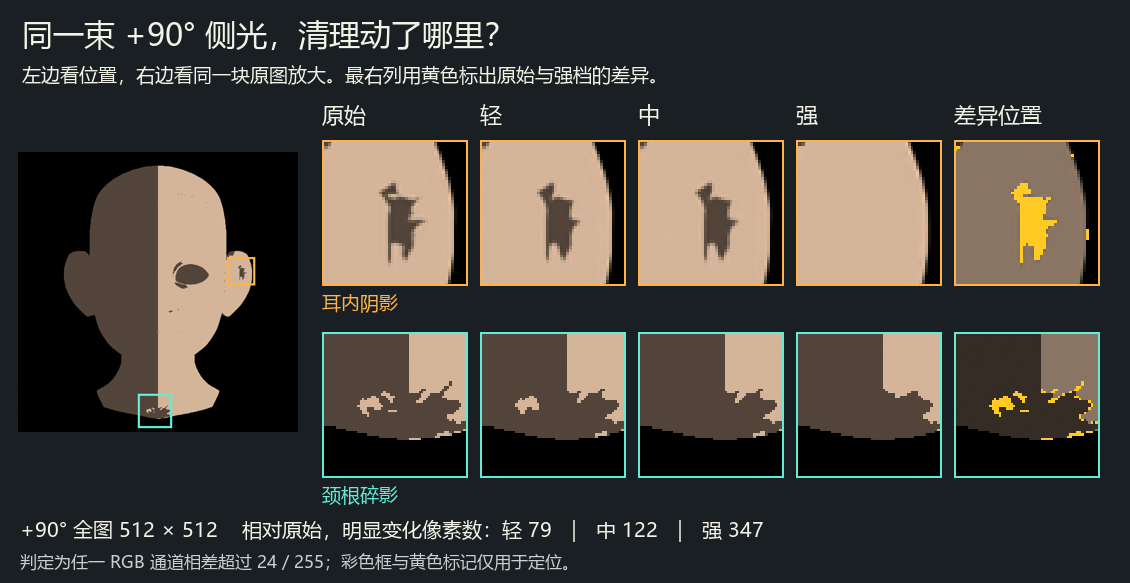 同一束 +90° 侧光，清理动了哪里？
左边看位置，右边看同一块原图放大。最右列用黄色标出原始与强档的差异。
原始 轻 中 强 差异位置
耳内阴影
颈根碎影
+90° 全图 512 × 512 相对原始，明显变化像素数：轻 79 | 中 122 | 强 347
判定为任一 RGB 通道相差超过 24 / 255；彩色框与黄色标记仅用于定位。